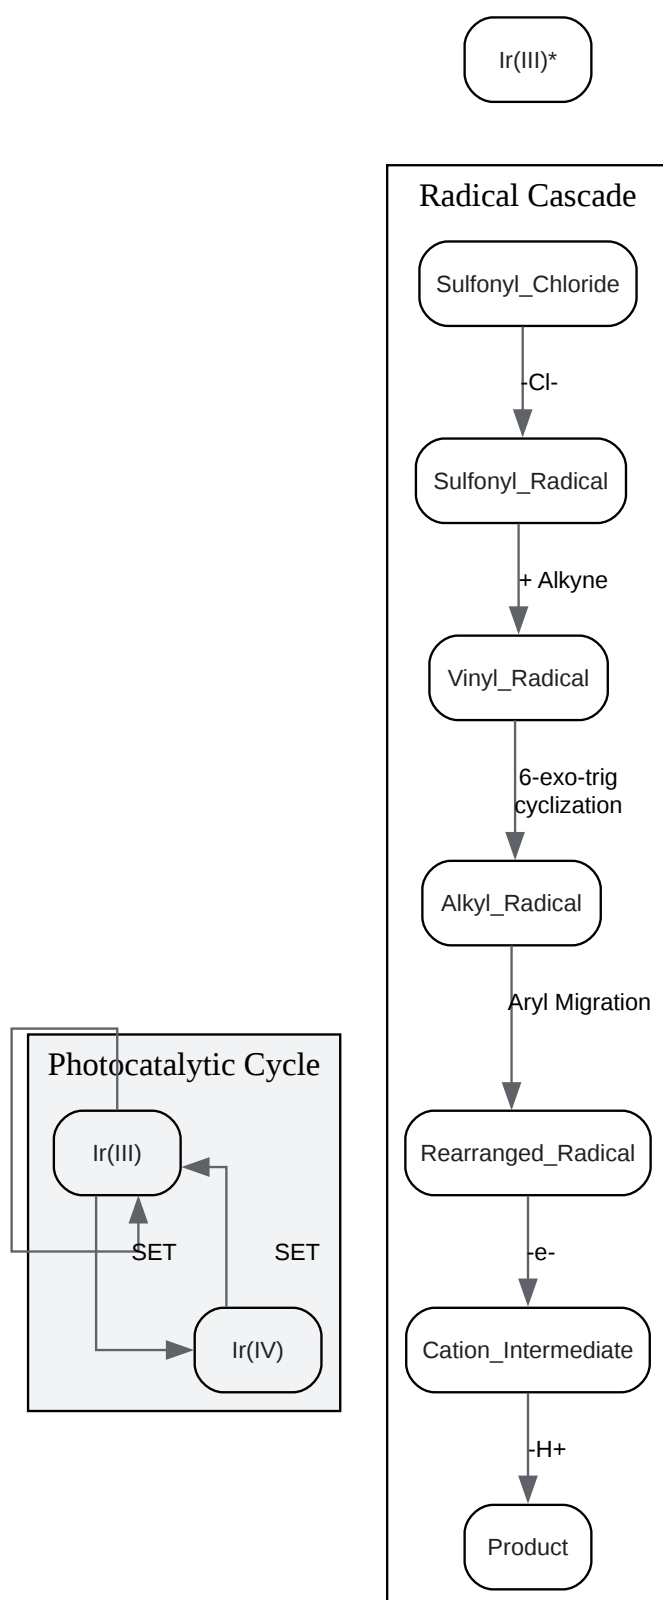 Ir(III)*
Radical Cascade
Sulfonyl_Chloride
-Cl-
Sulfonyl_Radical
+ Alkyne
Vinyl_Radical
6-exo-trig
cyclization
Alkyl_Radical
Aryl Migration
Rearranged_Radical
-e-
Cation_Intermediate
-H+
Product
Photocatalytic Cycle
Ir(III)
SET
SET
Ir(IV)